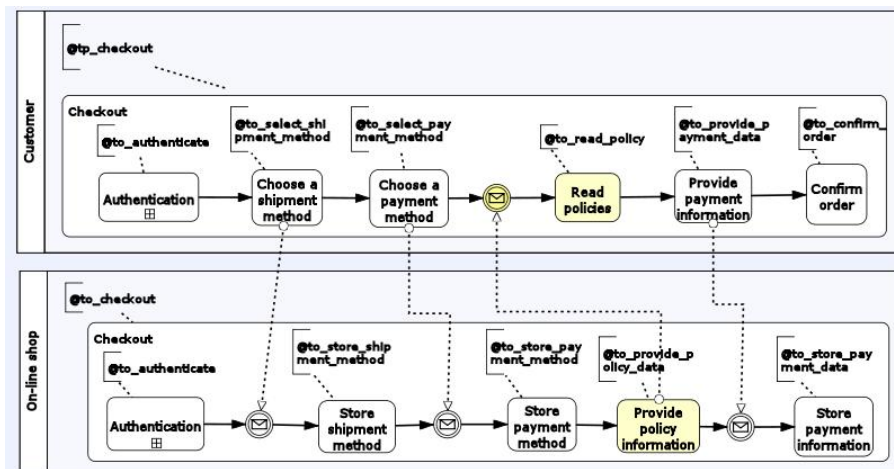 Customer
@tp_checkout
Checkout
@to_authenticate
@to_select_shi
pment_method
@to_select_pay
ment_method
@to_read_policy
@to_provide_p
ayment_data
@to_confirm_
order
Authentication
Choose a
shipment
method
Choose a
payment
method
Read
policies
Provide
payment
information
Confirm
order
On-line shop
@to_checkout
Checkout
@to_authenticate
@to_store_ship
ment_method
@to_store_pay
ment_method
@to_provide_p
olicy_data
@to_store_pay
ment_data
Authentication
Store
shipment
method
Store
payment
method
Provide
policy
information
Store
payment
information